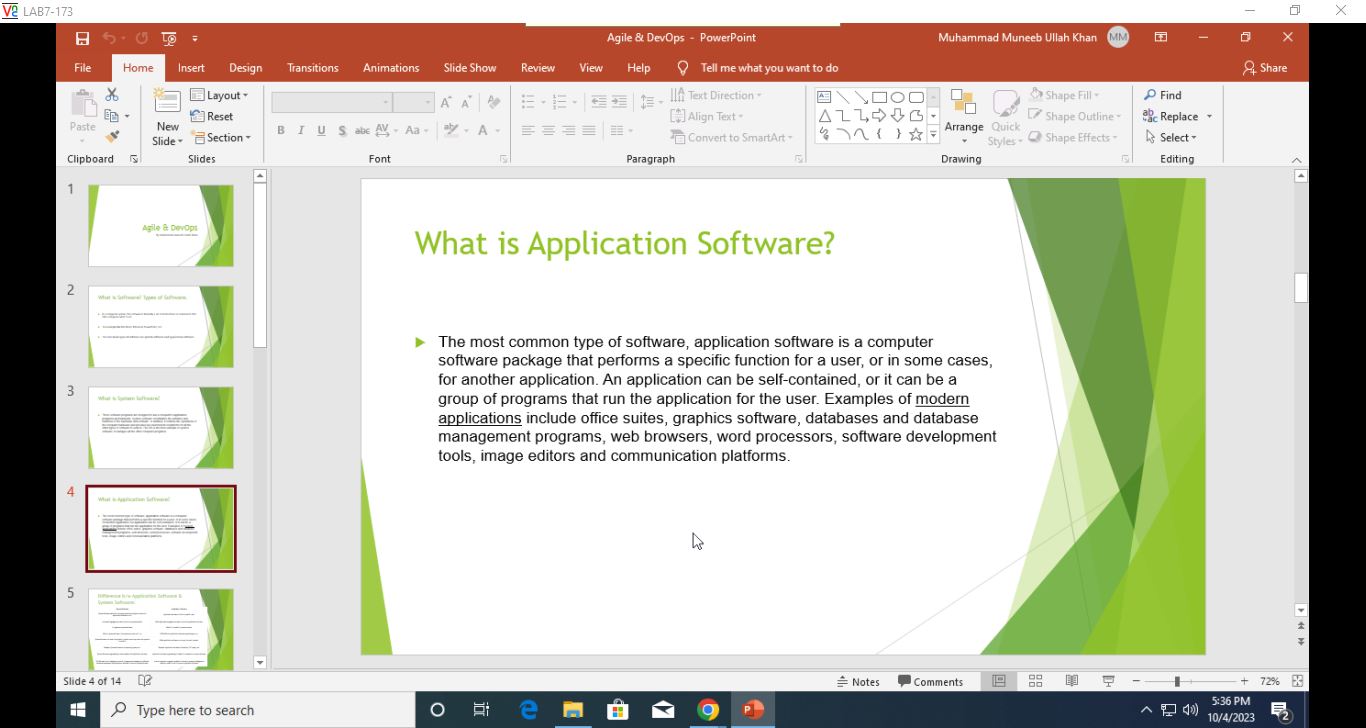 LAB7-173
Agile & DevOps - PowerPoint
Muhammad Muneeb Ullah Khan MM
File Home Insert Design Transitions Animations Slide Show Review View Help Tell me what you want to do Share
Paste
Clipboard
New Slide
Layout
Reset
Section
Slides
B I U S abc AV Aa A
Font
Text Direction
Align Text
Convert to SmartArt
Paragraph
Arrange
Quick Styles
Shape Fill
Shape Outline
Shape Effects
Drawing
Find
Replace
Select
Editing
1
Agile & DevOps
2
What is Software? Types of Software.
3
What is System Software?
4
What is Application Software?
5
Difference b/w Application Software &
System Software.
What is Application Software?
The most common type of software, application software is a computer
software package that performs a specific function for a user, or in some cases,
for another application. An application can be self-contained, or it can be a
group of programs that run the application for the user. Examples of modern
applications include office suites, graphics software, databases and database
management programs, web browsers, word processors, software development
tools, image editors and communication platforms.
Slide 4 of 14
Notes Comments 72%
Type here to search
5:36 PM
10/4/2023
2